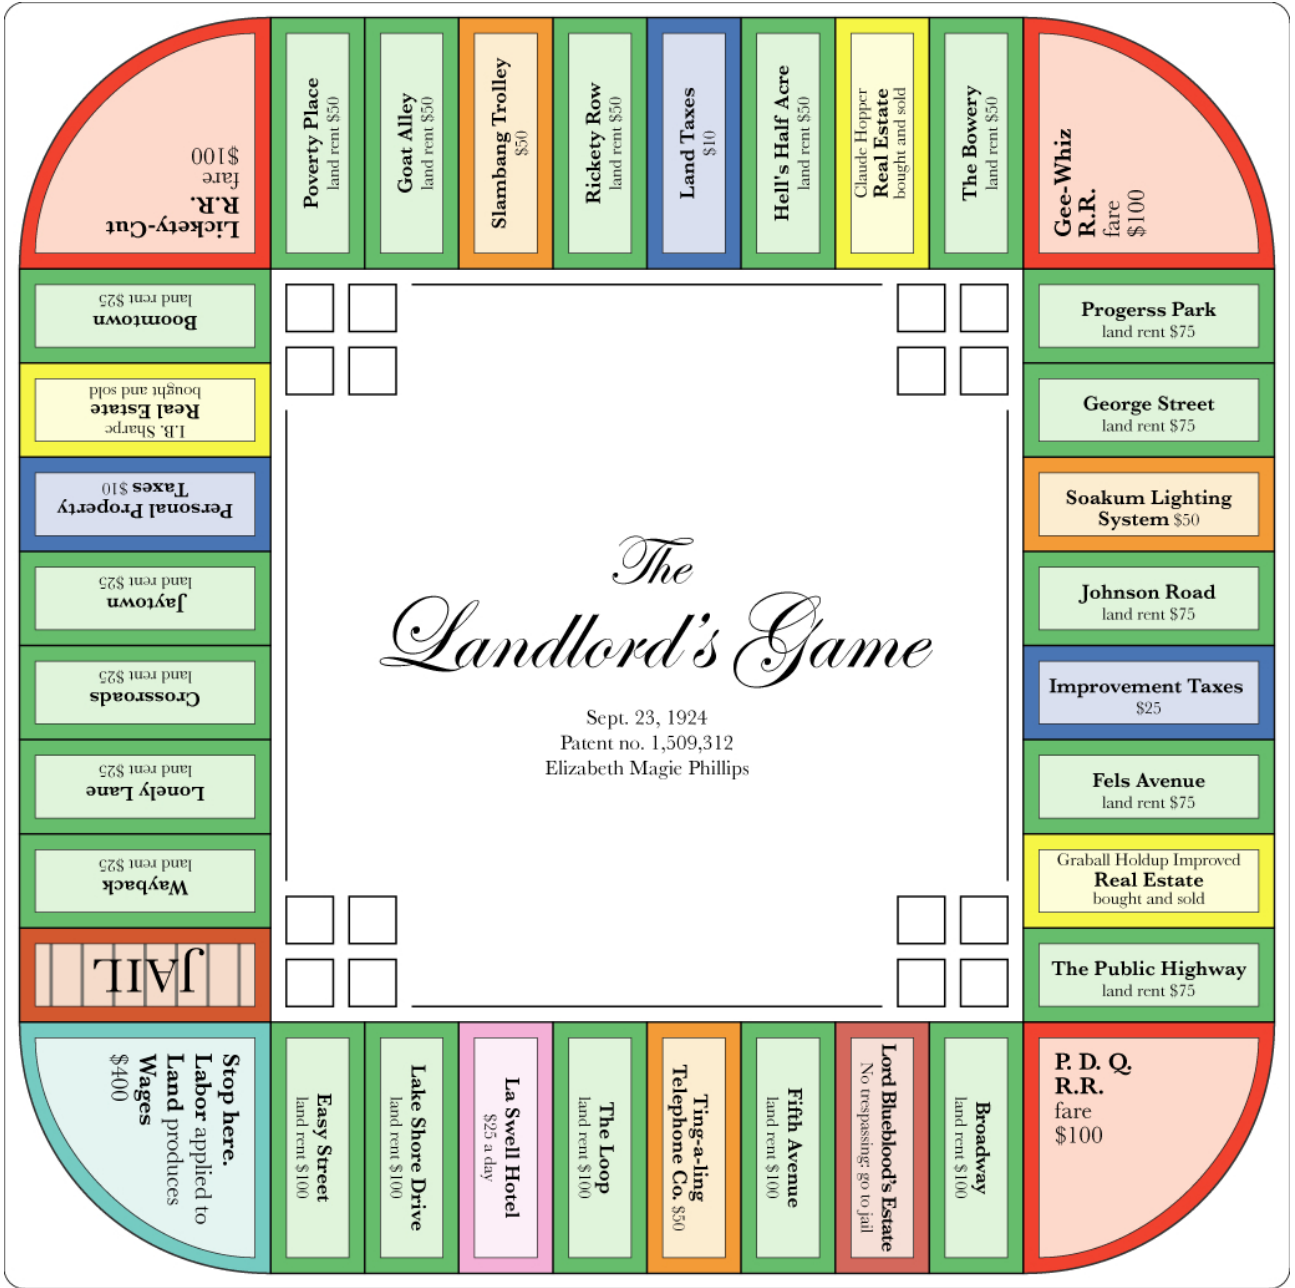 Lickety-Cut
R.R.
fare
$100
Poverty Place
land rent $50
Goat Alley
land rent $50
Slambang Trolley
$50
Rickety Row
land rent $50
Land Taxes
$10
Hell's Half Acre
land rent $50
Claude Hopper
Real Estate
bought and sold
The Bowery
land rent $50
Gee-Whiz
R.R.
fare
$100
Progerss Park
land rent $75
George Street
land rent $75
Soakum Lighting
System $50
Johnson Road
land rent $75
Improvement Taxes
$25
Fels Avenue
land rent $75
Graball Holdup Improved
Real Estate
bought and sold
The Public Highway
land rent $75
P. D. Q.
R.R.
fare
$100
Broadway
land rent $100
Lord Blueblood's Estate
No trespassing: go to jail
Fifth Avenue
land rent $100
Ting-a-ling
Telephone Co. $50
The Loop
land rent $100
La Swell Hotel
$25 a day
Lake Shore Drive
land rent $100
Easy Street
land rent $100
Stop here.
Labor applied to
Land produces
Wages
$400
JAIL
Wayback
land rent $25
Lonely Lane
land rent $25
Crossroads
land rent $25
Jaytown
land rent $25
Personal Property
Taxes $10
I.B. Sharpe
Real Estate
bought and sold
Boomtown
land rent $25
The
Landlord's Game
Sept. 23, 1924
Patent no. 1,509,312
Elizabeth Magie Phillips